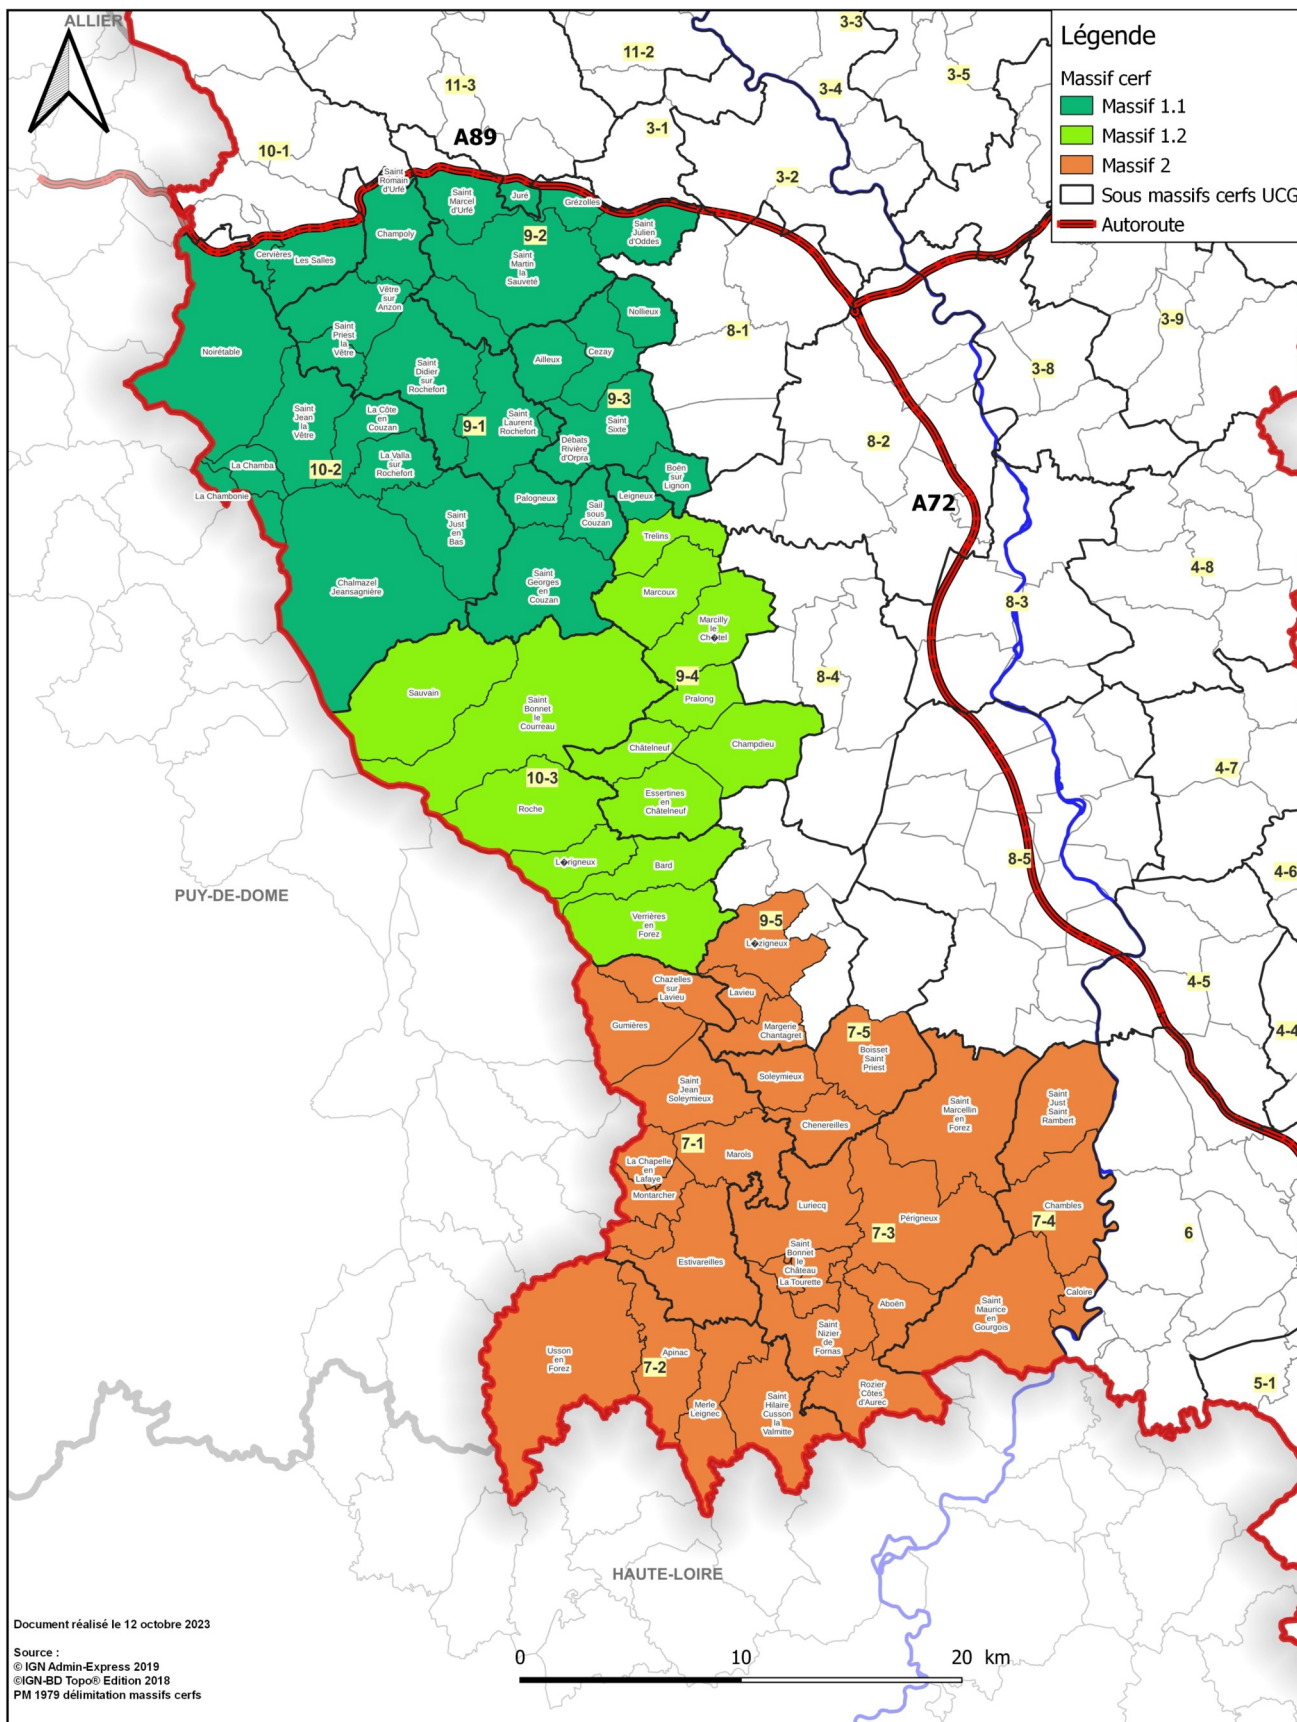 ALLIER
Légende
Massif cerf
Massif 1.1
Massif 1.2
Massif 2
Sous massifs cerfs UCG
Autoroute
3-3
11-2
11-3
3-4
3-5
3-1
A89
10-1
3-2
Saint
Romain
d'Urfé
Saint
Marcel
d'Urfé
Juré
Grézolles
Champoly
9-2
Saint
Julien
d'Oddes
Cervières
Les Salles
Saint
Martin
la
Sauveté
Vêtre
sur
Anzon
Nollieux
8-1
3-9
Saint
Priest
la
Vêtre
Noirétable
Ailleux
Cezay
3-8
Saint
Didier
sur
Rochefort
9-3
Saint
Jean
la
Vêtre
La Côte
en
Couzan
9-1
Saint
Laurent
Rochefort
Saint
Sixte
8-2
La Chamba
10-2
La Valla
sur
Rochefort
Débats
Rivière
d'Orpra
Boën
sur
Lignon
La Chambonie
Palogneux
Sail
sous
Couzan
Leigneux
A72
Saint
Just
en
Bas
Trelins
4-8
Chalmazel
Jeansagnière
Saint
Georges
en
Couzan
Marcoux
8-3
Marcilly
le
Ch�tel
9-4
8-4
Sauvain
Saint
Bonnet
le
Courreau
Pralong
Châtelneuf
Champdieu
4-7
10-3
Roche
Essertines
en
Châtelneuf
8-5
L�rigneux
Bard
4-6
PUY-DE-DOME
Verrières
en
Forez
9-5
L�zigneux
Chazelles
sur
Lavieu
Lavieu
4-5
Gumières
Margerie
Chantagret
7-5
Boisset
Saint
Priest
4-4
Saint
Jean
Soleymieux
Soleymieux
Saint
Marcellin
en
Forez
Saint
Just
Saint
Rambert
Chenereilles
7-1
Marols
La Chapelle
en
Lafaye
Montarcher
Luriecq
Périgneux
7-3
Chambles
7-4
6
Estivareilles
Saint
Bonnet
le
Château
La Tourette
Aboën
Caloire
Saint
Maurice
en
Gourgois
Saint
Nizier
de
Fornas
Usson
en
Forez
Apinac
7-2
5-1
Rozier
Côtes
d'Aurec
Merle
Leignec
Saint
Hilaire
Cusson
la
Valmitte
HAUTE-LOIRE
Document réalisé le 12 octobre 2023
Source :
© IGN Admin-Express 2019
©IGN-BD Topo® Edition 2018
PM 1979 délimitation massifs cerfs
0 10 20 km